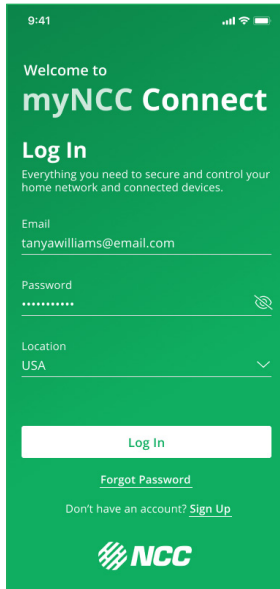 9:41
Welcome to
myNCC Connect
Log In
Everything you need to secure and control your
home network and connected devices.
Email
tanyawilliams@email.com
Password
•••••••••••
Location
USA
Log In
Forgot Password
Don't have an account? Sign Up
NCC